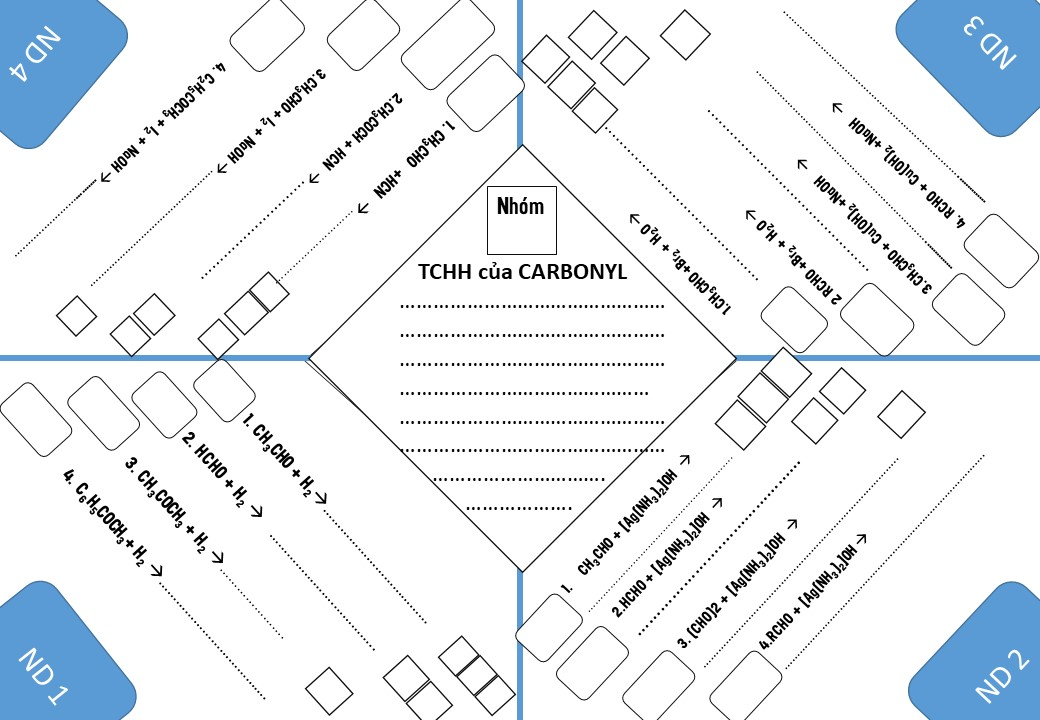 ND 4
4. C₂H₅COCH₃ + I₂ + NaOH →
3.CH₃CHO + I₂ + NaOH →
2.CH₃COCH + HCN →
1. CH₃CHO +HCN →
ND 3
1.CH₃CHO+Br₂ + H₂O →
2 RCHO +Br₂ + H₂O →
3.CH₃CHO + Cu(OH)₂ +NaOH →
4. RCHO + Cu(OH)₂ +NaOH →
Nhóm
TCHH của CARBONYL
ND 1
1. CH₃CHO + H₂ →
2. HCHO + H₂ →
3. CH₃COCH₃ + H₂ →
4. C₆H₅COCH₃ + H₂ →
ND 2
1. CH₃CHO + [Ag(NH₃)₂]OH →
2.HCHO + [Ag(NH₃)₂]OH →
3. (CHO)2 + [Ag(NH₃)₂]OH →
4.RCHO + [Ag(NH₃)₂]OH →